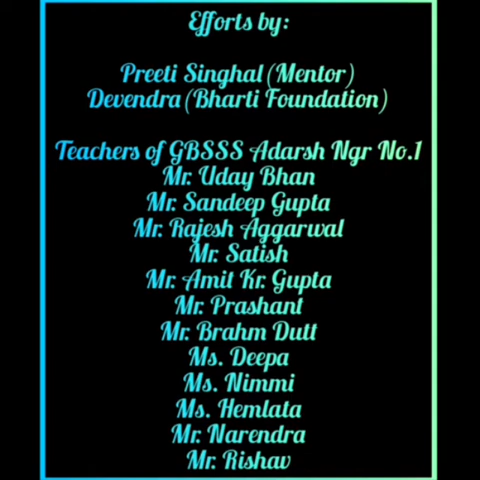 Efforts by:
Preeti Singhal (Mentor)
Devendra (Bharti Foundation)
Teachers of GBSSS Adarsh Ngr No.1
Mr. Uday Bhan
Mr. Sandeep Gupta
Mr. Rajesh Aggarwal
Mr. Satish
Mr. Amit Kr. Gupta
Mr. Prashant
Mr. Brahm Dutt
Ms. Deepa
Ms. Nimmi
Ms. Hemlata
Mr. Narendra
Mr. Rishav